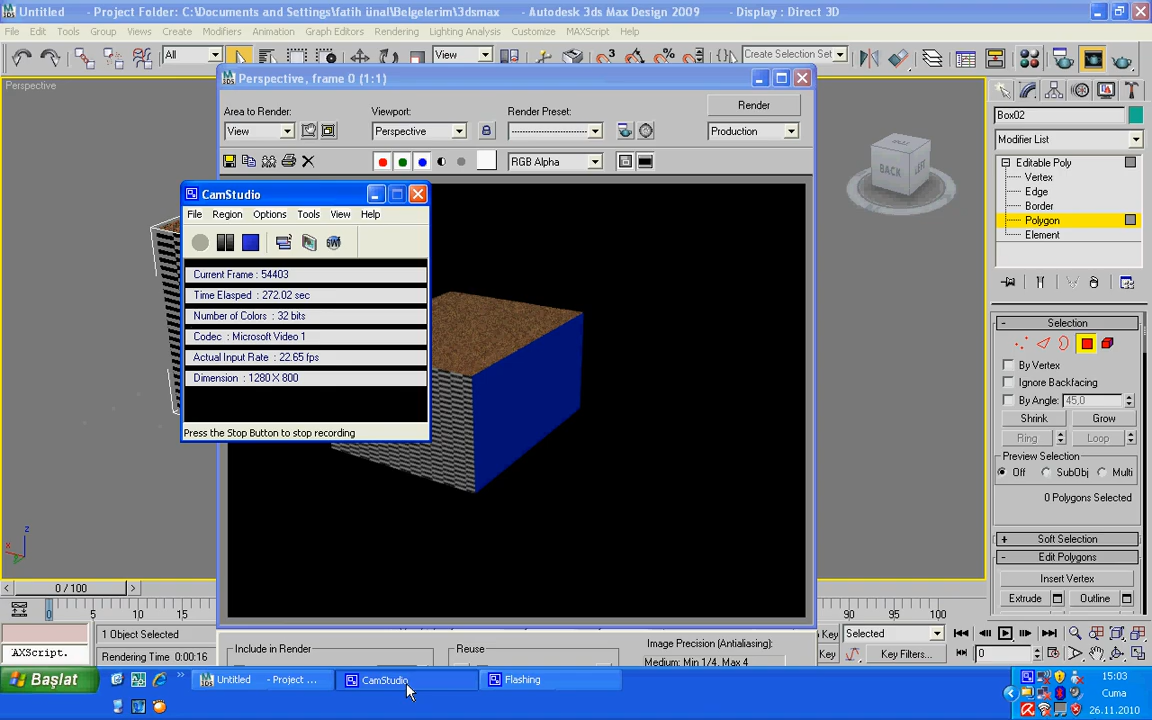 Untitled - Project Folder: C:\Documents and Settings\fatih ünal\Belgelerim\3dsmax - Autodesk 3ds Max Design 2009 - Display : Direct 3D
File Edit Tools Group Views Create Modifiers Animation Graph Editors Rendering Lighting Analysis Customize MAXScript Help
All View Create Selection Set
Perspective
Perspective, frame 0 (1:1)
Area to Render: Viewport: Render Preset: Render
View Perspective Production
RGB Alpha
CamStudio
File Region Options Tools View Help
Current Frame : 54403
Time Elasped : 272.02 sec
Number of Colors : 32 bits
Codec : Microsoft Video 1
Actual Input Rate : 22.65 fps
Dimension : 1280 X 800
Press the Stop Button to stop recording
BACK LEFT
Box02
Modifier List
Editable Poly
Vertex
Edge
Border
Polygon
Element
Selection
By Vertex
Ignore Backfacing
By Angle: 45,0
Shrink Grow
Ring Loop
Preview Selection
Off SubObj Multi
0 Polygons Selected
Soft Selection
Edit Polygons
Insert Vertex
Extrude Outline
z
x
0 / 100
0 5 10 15 90 95 100
1 Object Selected
'AXScript. Rendering Time 0:00:16
Include in Render Reuse
Image Precision (Antialiasing):
Medium: Min 1/4, Max 4
Key Selected
Key Key Filters... 0
Başlat Untitled - Project ... CamStudio Flashing
15:03
Cuma
26.11.2010